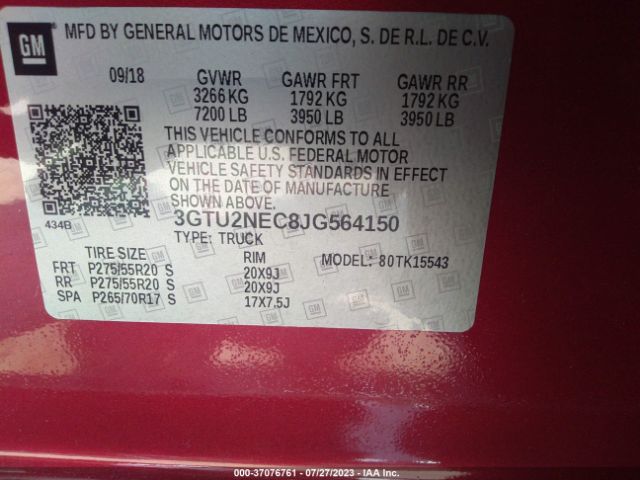 GM MFD BY GENERAL MOTORS DE MEXICO, S. DE R.L. DE C.V.
09/18 GVWR GAWR FRT GAWR RR
3266 KG 1792 KG 1792 KG
7200 LB 3950 LB 3950 LB
THIS VEHICLE CONFORMS TO ALL
APPLICABLE U.S. FEDERAL MOTOR
VEHICLE SAFETY STANDARDS IN EFFECT
ON THE DATE OF MANUFACTURE
SHOWN ABOVE.
434B
3GTU2NEC8JG564150
TYPE: TRUCK
TIRE SIZE RIM MODEL: 80TK15543
FRT P275/55R20 S 20X9J
RR P275/55R20 S 20X9J
SPA P265/70R17 S 17X7.5J
000-37076761 - 07/27/2023 - IAA Inc.